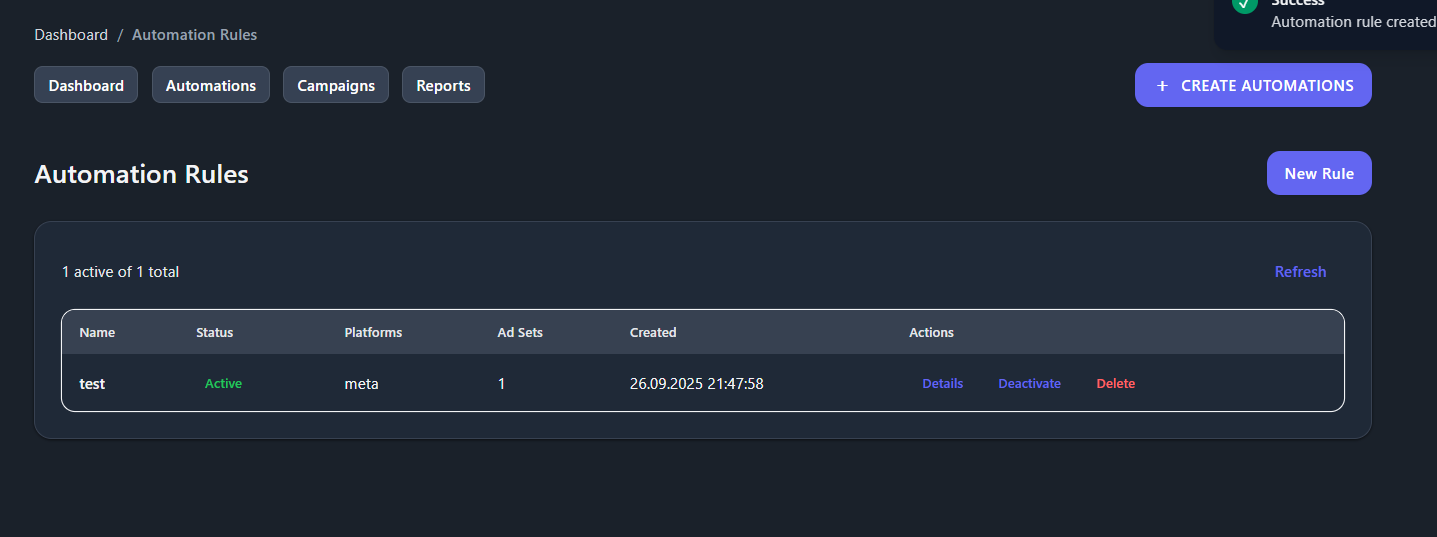 Success
Automation rule created
Dashboard / Automation Rules
Dashboard Automations Campaigns Reports + CREATE AUTOMATIONS
Automation Rules New Rule
1 active of 1 total Refresh
Name Status Platforms Ad Sets Created Actions
test Active meta 1 26.09.2025 21:47:58 Details Deactivate Delete